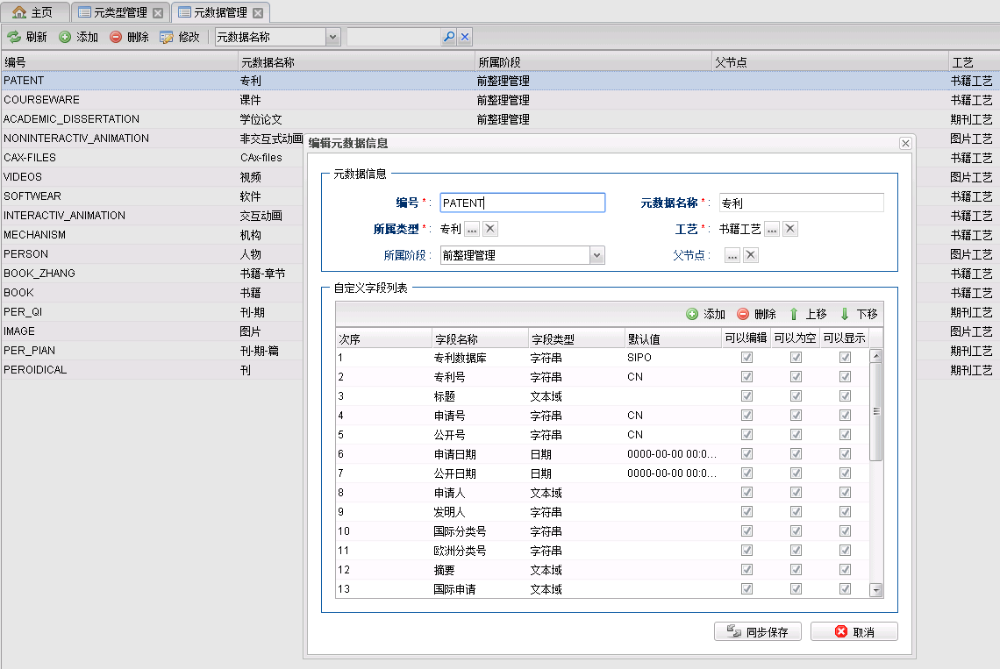 主页 元类型管理 元数据管理
刷新 添加 删除 修改 元数据名称
编号 元数据名称 所属阶段 父节点 工艺
PATENT 专利 前整理管理 书籍工艺
COURSEWARE 课件 前整理管理 书籍工艺
ACADEMIC_DISSERTATION 学位论文 前整理管理 期刊工艺
NONINTERACTIV_ANIMATION 非交互式动画 图片工艺
CAX-FILES CAx-files 书籍工艺
VIDEOS 视频 图片工艺
SOFTWEAR 软件 书籍工艺
INTERACTIV_ANIMATION 交互动画 书籍工艺
MECHANISM 机构 书籍工艺
PERSON 人物 图片工艺
BOOK_ZHANG 书籍-章节 书籍工艺
BOOK 书籍 书籍工艺
PER_QI 刊-期 期刊工艺
IMAGE 图片 图片工艺
PER_PIAN 刊-期-篇 期刊工艺
PEROIDICAL 刊 期刊工艺
编辑元数据信息
元数据信息
编号 *: PATENT 元数据名称 *: 专利
所属类型 *: 专利 ... 工艺 *: 书籍工艺 ...
所属阶段: 前整理管理 父节点: ...
自定义字段列表
添加 删除 上移 下移
次序 字段名称 字段类型 默认值 可以编辑 可以为空 可以显示
1 专利数据库 字符串 SIPO
2 专利号 字符串 CN
3 标题 文本域
4 申请号 字符串 CN
5 公开号 字符串 CN
6 申请日期 日期 0000-00-00 00:0...
7 公开日期 日期 0000-00-00 00:0...
8 申请人 文本域
9 发明人 字符串
10 国际分类号 字符串
11 欧洲分类号 字符串
12 摘要 文本域
13 国际申请 文本域
同步保存 取消